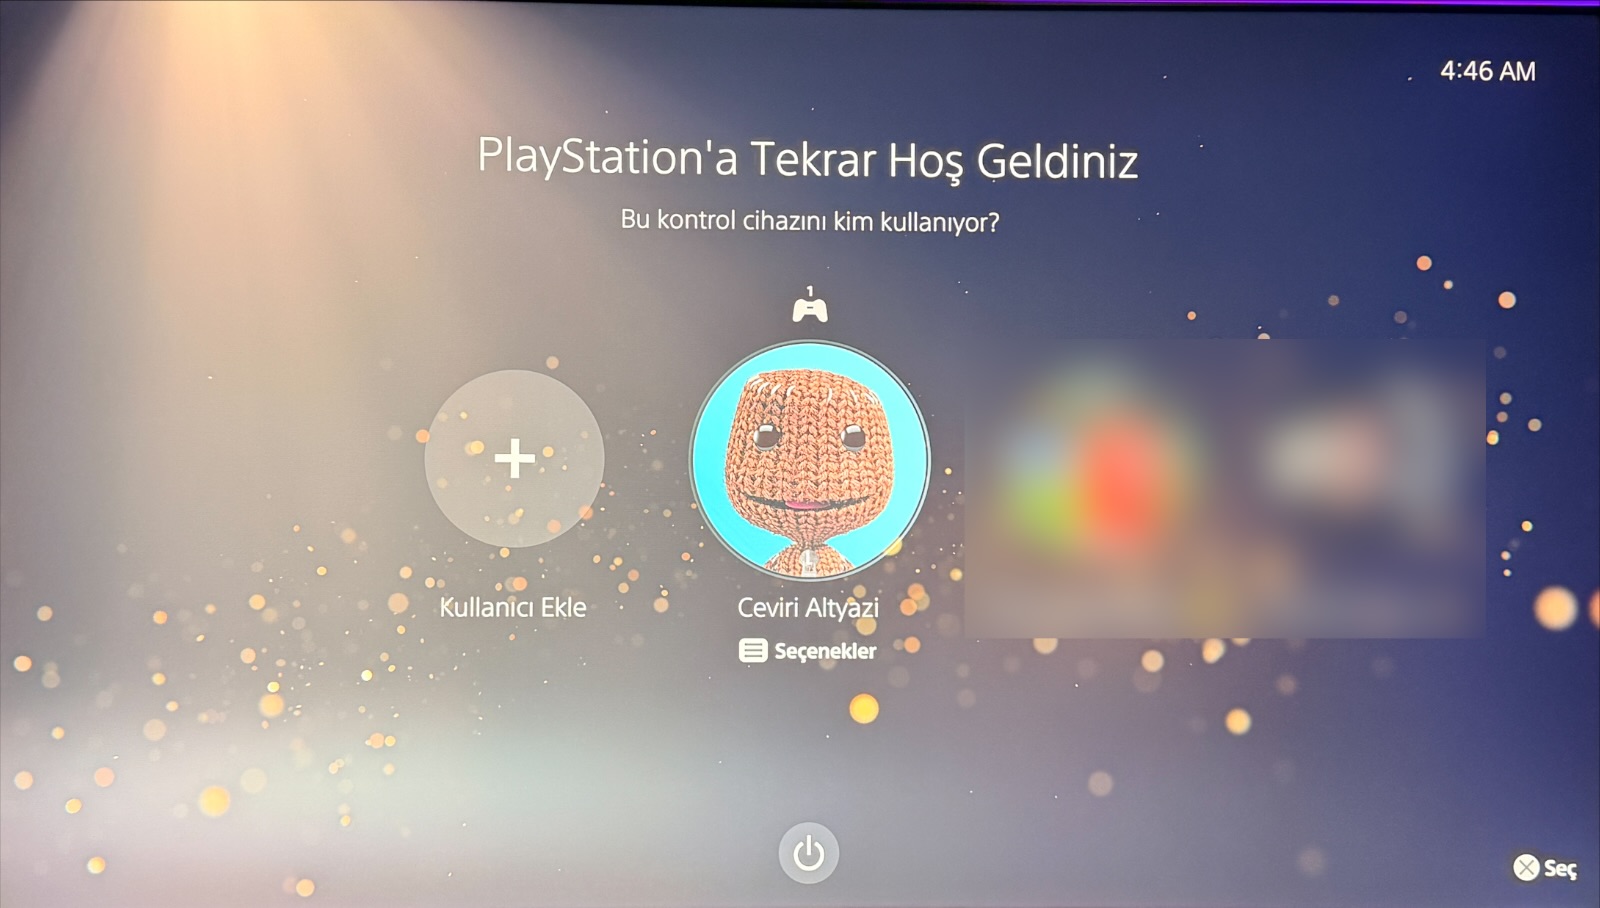 4:46 AM
PlayStation'a Tekrar Hoş Geldiniz
Bu kontrol cihazını kim kullanıyor?
1
Kullanıcı Ekle
Ceviri Altyazi
Seçenekler
Seç